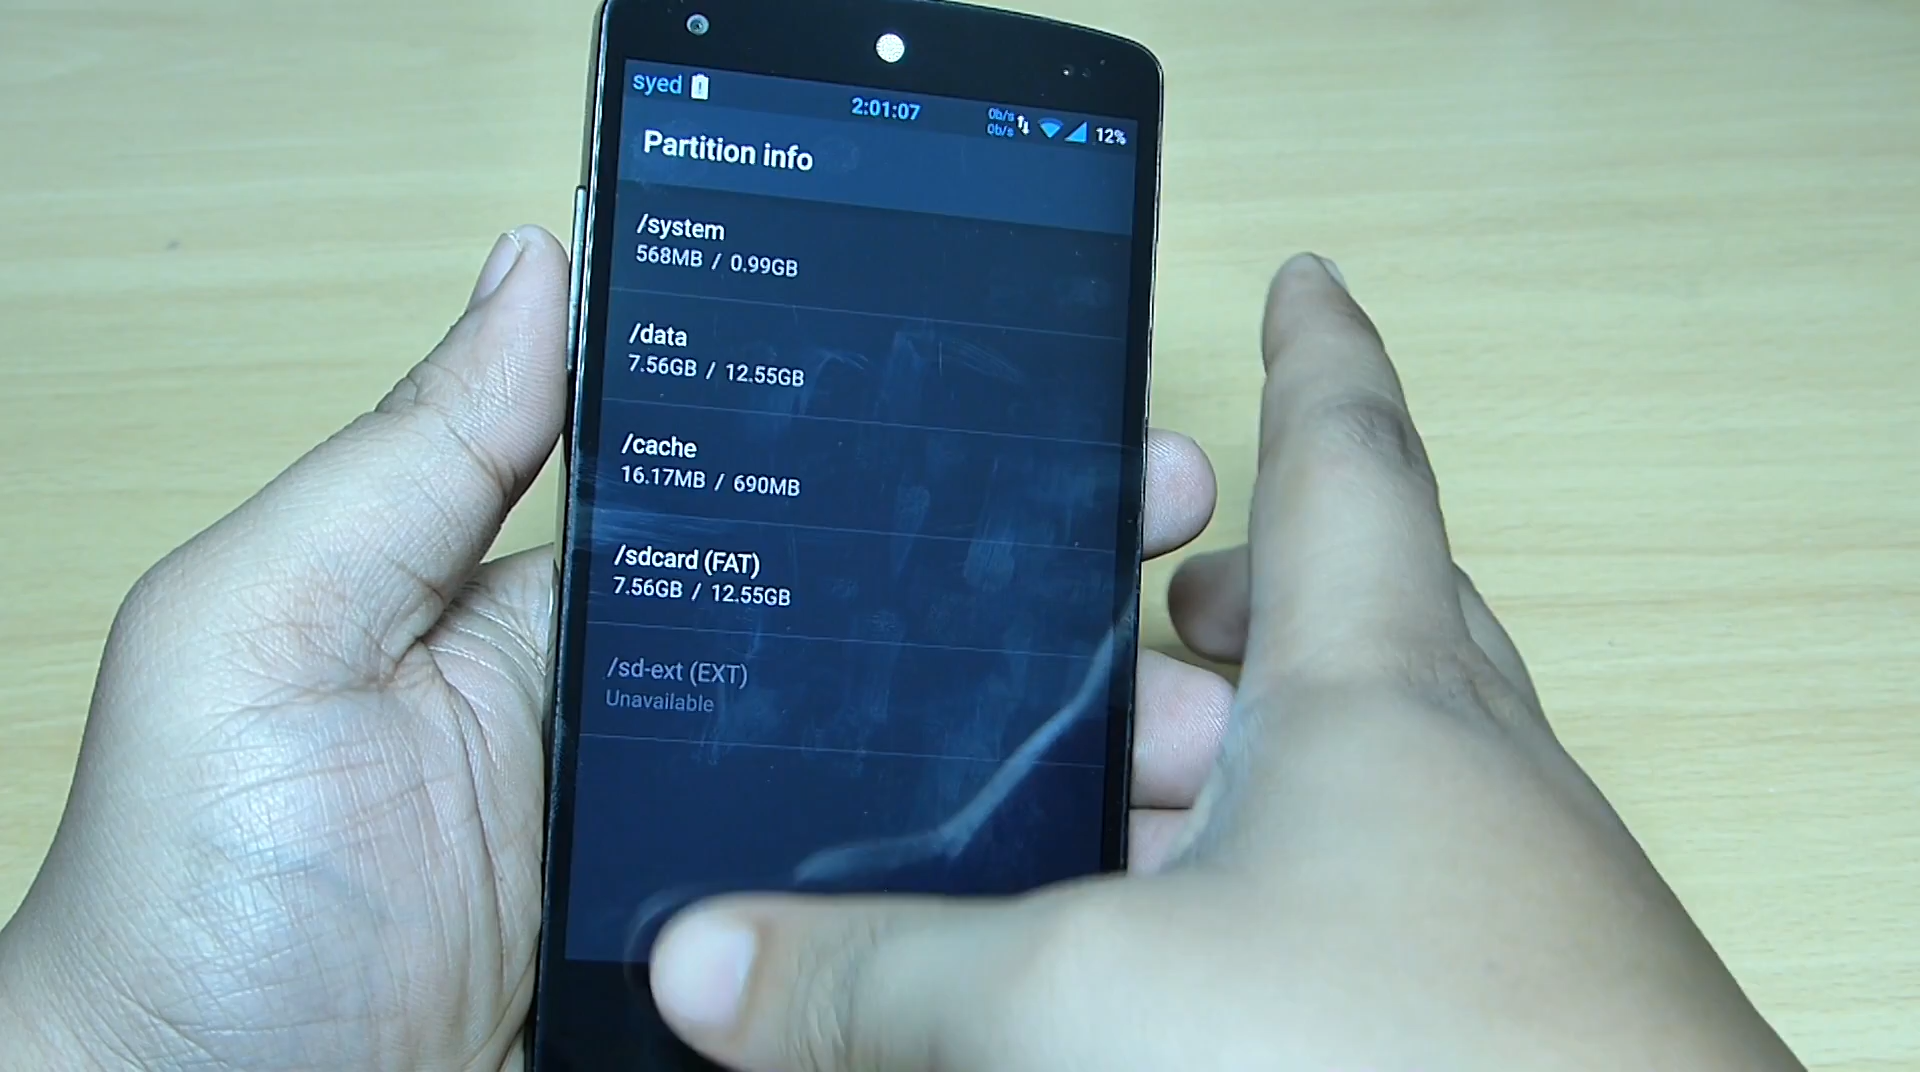 syed 2:01:07 0b/s 0b/s 12%
Partition info
/system
568MB / 0.99GB
/data
7.56GB / 12.55GB
/cache
16.17MB / 690MB
/sdcard (FAT)
7.56GB / 12.55GB
/sd-ext (EXT)
Unavailable